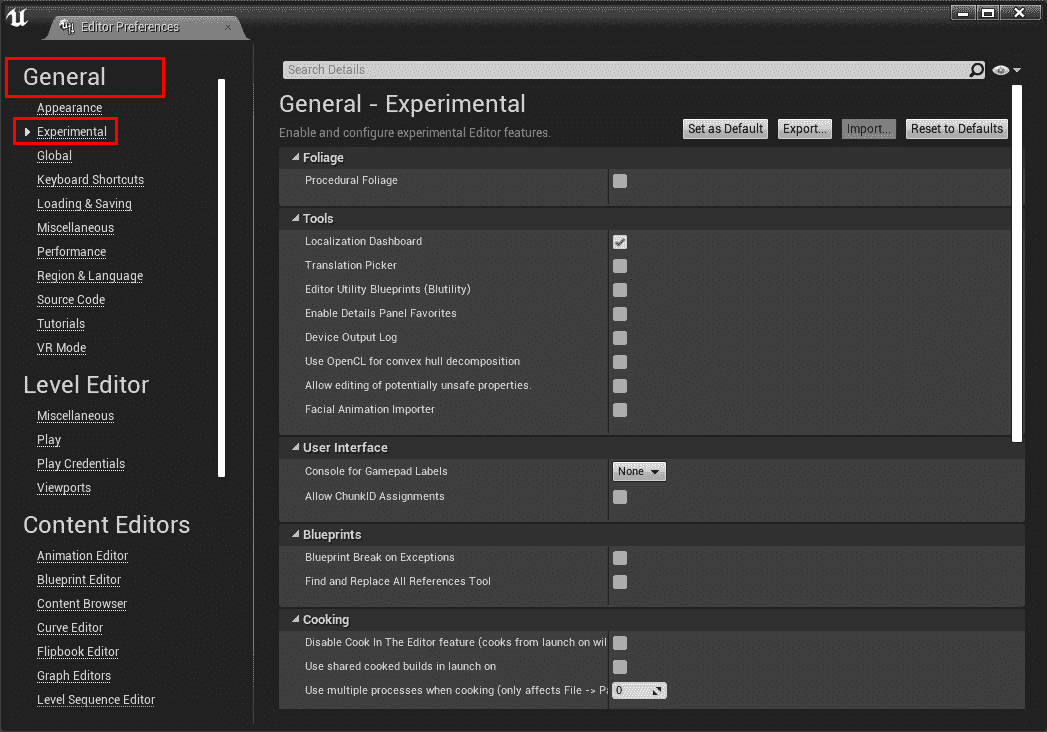 Editor Preferences
General
Appearance
Experimental
Global
Keyboard Shortcuts
Loading & Saving
Miscellaneous
Performance
Region & Language
Source Code
Tutorials
VR Mode
Level Editor
Miscellaneous
Play
Play Credentials
Viewports
Content Editors
Animation Editor
Blueprint Editor
Content Browser
Curve Editor
Flipbook Editor
Graph Editors
Level Sequence Editor
Search Details
General - Experimental
Enable and configure experimental Editor features.
Set as Default Export... Import... Reset to Defaults
Foliage
Procedural Foliage
Tools
Localization Dashboard
Translation Picker
Editor Utility Blueprints (Blutility)
Enable Details Panel Favorites
Device Output Log
Use OpenCL for convex hull decomposition
Allow editing of potentially unsafe properties.
Facial Animation Importer
User Interface
Console for Gamepad Labels None
Allow ChunkID Assignments
Blueprints
Blueprint Break on Exceptions
Find and Replace All References Tool
Cooking
Disable Cook In The Editor feature (cooks from launch on wil
Use shared cooked builds in launch on
Use multiple processes when cooking (only affects File -> Pa 0